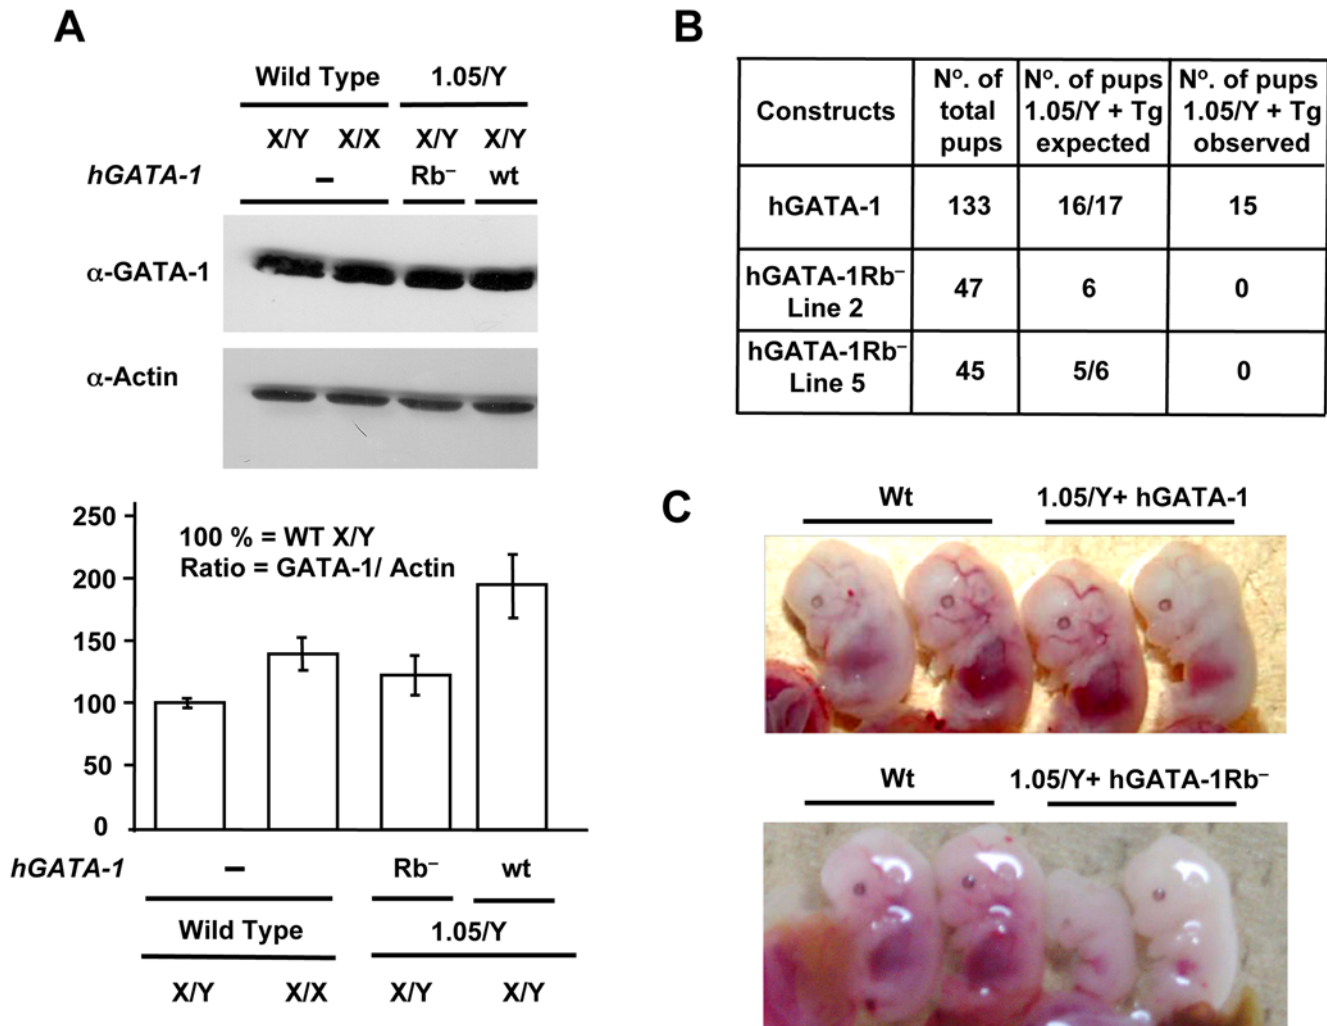 A
Wild Type 1.05/Y
X/Y X/X X/Y X/Y
hGATA-1 – Rb⁻ wt
α-GATA-1
α-Actin
250
200
150
100
50
0
100 % = WT X/Y
Ratio = GATA-1/ Actin
hGATA-1 – Rb⁻ wt
Wild Type 1.05/Y
X/Y X/X X/Y X/Y
B
Constructs
Nº. of
total
pups
Nº. of pups
1.05/Y + Tg
expected
Nº. of pups
1.05/Y + Tg
observed
hGATA-1 133 16/17 15
hGATA-1Rb⁻
Line 2
47 6 0
hGATA-1Rb⁻
Line 5
45 5/6 0
C
Wt 1.05/Y+ hGATA-1
Wt 1.05/Y+ hGATA-1Rb⁻